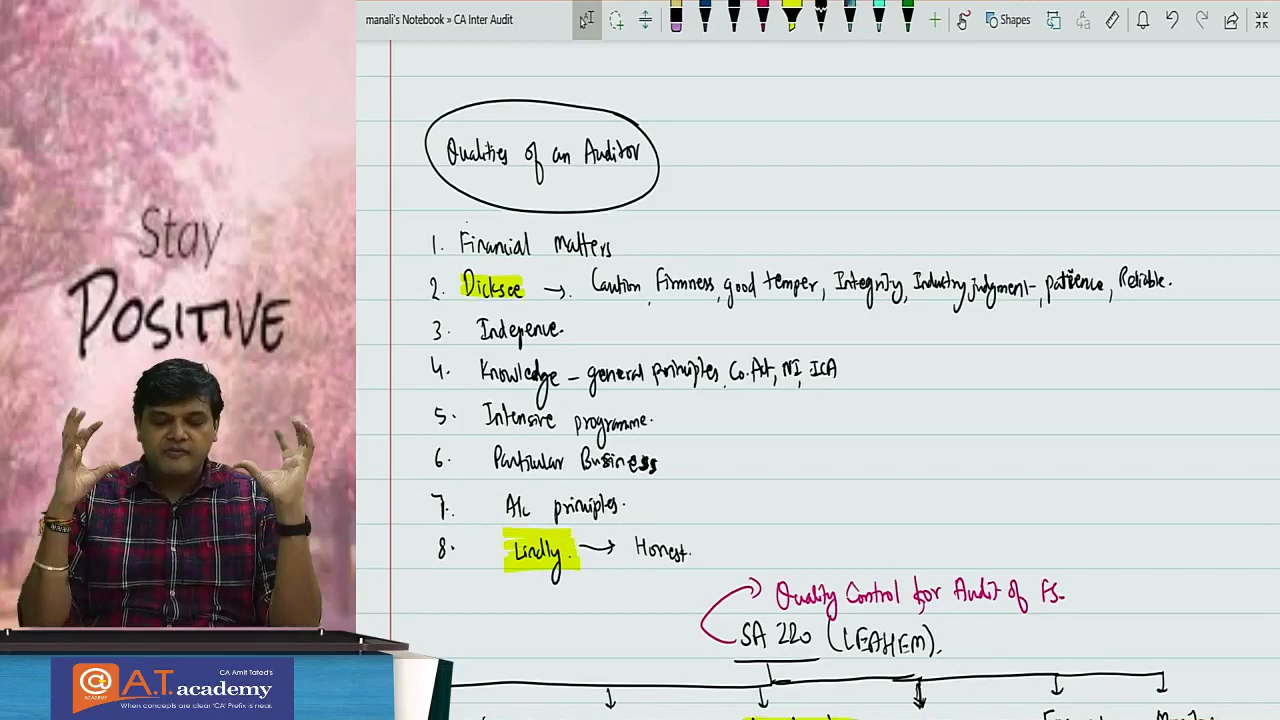 manali's Notebook » CA Inter Audit
Shapes
Qualities of an Auditor
1. Financial Matters
2. Dicksee → Caution, Firmness, good temper, Integrity, Industry, judgment, patience, Reliable.
3. Indepence.
4. Knowledge - general principles, Co. Act, NI, ICA
5. Intensive programme.
6. Particular Business
7. A/c principles.
8. Lindly. → Honest.
Quality Control for Audit of FS.
SA 220 (LEAHEM).
Stay
POSITIVE
@
ACADEMY
CA Amit Tated's
A.T. academy
When concepts are clear 'CA' Prefix is near.